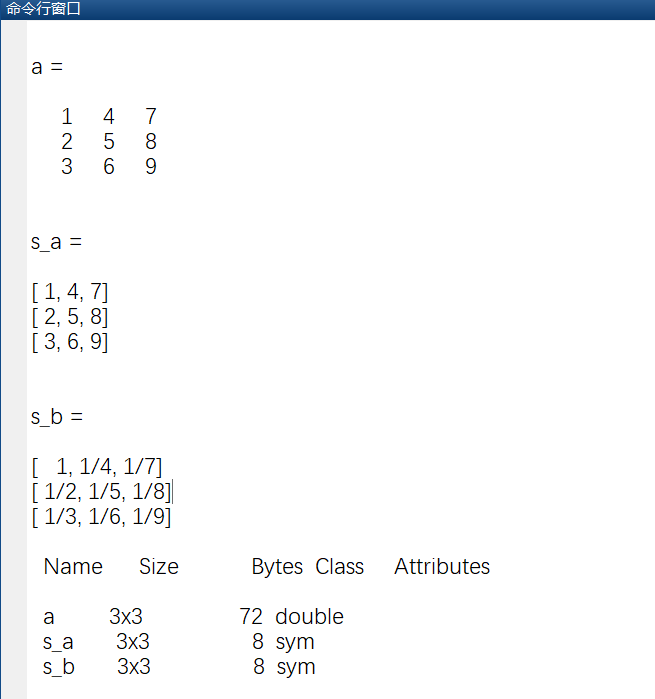 命令行窗口
a =
1 4 7
2 5 8
3 6 9
s_a =
[ 1, 4, 7]
[ 2, 5, 8]
[ 3, 6, 9]
s_b =
[ 1, 1/4, 1/7]
[ 1/2, 1/5, 1/8]
[ 1/3, 1/6, 1/9]
Name Size Bytes Class Attributes
a 3x3 72 double
s_a 3x3 8 sym
s_b 3x3 8 sym